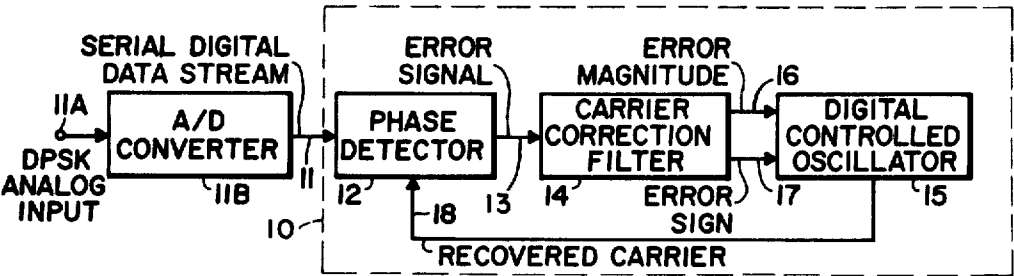 SERIAL DIGITAL
DATA STREAM
ERROR
SIGNAL
ERROR
MAGNITUDE
16
11A
A/D
CONVERTER
PHASE
DETECTOR
CARRIER
CORRECTION
FILTER
DIGITAL
CONTROLLED
OSCILLATOR
DPSK
ANALOG
INPUT
11B
11
12
13
14
ERROR
SIGN
17
15
10
18
RECOVERED CARRIER